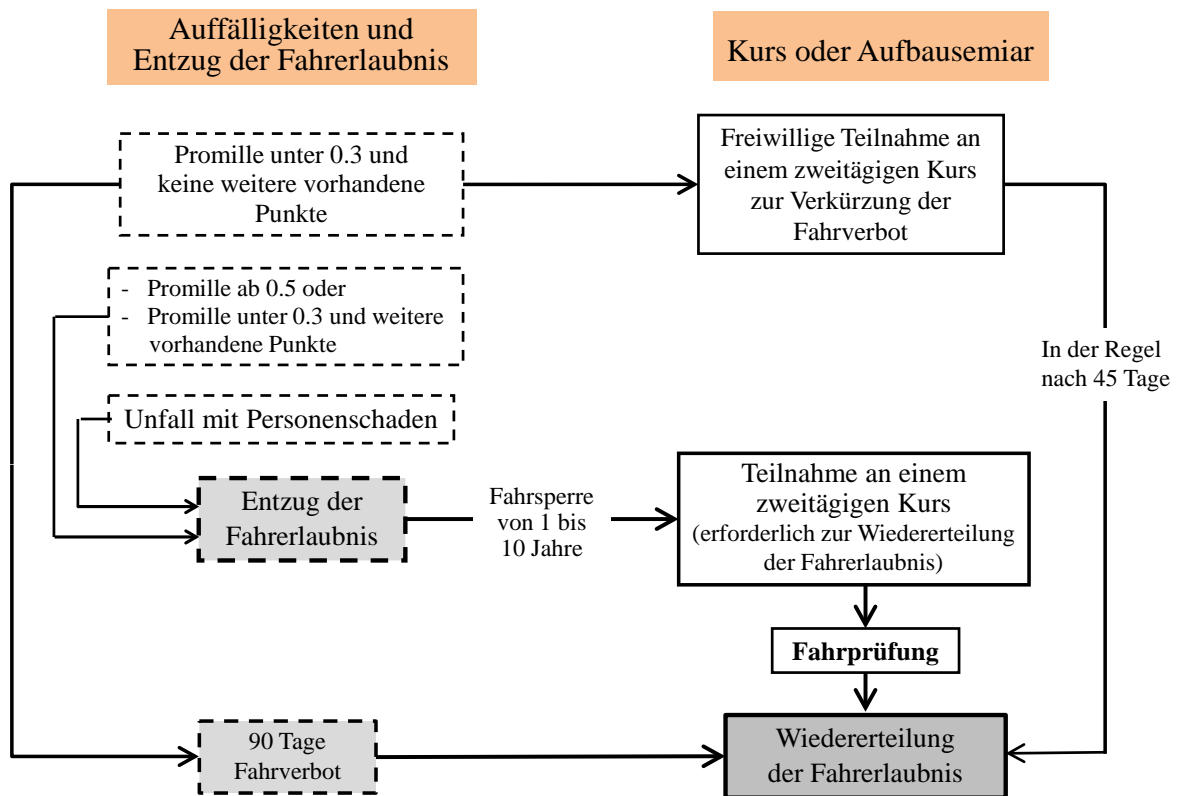 Auffälligkeiten und
Entzug der Fahrerlaubnis
Kurs oder Aufbausemiar
Promille unter 0.3 und
keine weitere vorhandene
Punkte
Freiwillige Teilnahme an
einem zweitägigen Kurs
zur Verkürzung der
Fahrverbot
- Promille ab 0.5 oder
- Promille unter 0.3 und weitere
vorhandene Punkte
In der Regel
nach 45 Tage
Unfall mit Personenschaden
Entzug der
Fahrerlaubnis
Fahrsperre
von 1 bis
10 Jahre
Teilnahme an einem
zweitägigen Kurs
(erforderlich zur Wiedererteilung
der Fahrerlaubnis)
Fahrprüfung
90 Tage
Fahrverbot
Wiedererteilung
der Fahrerlaubnis